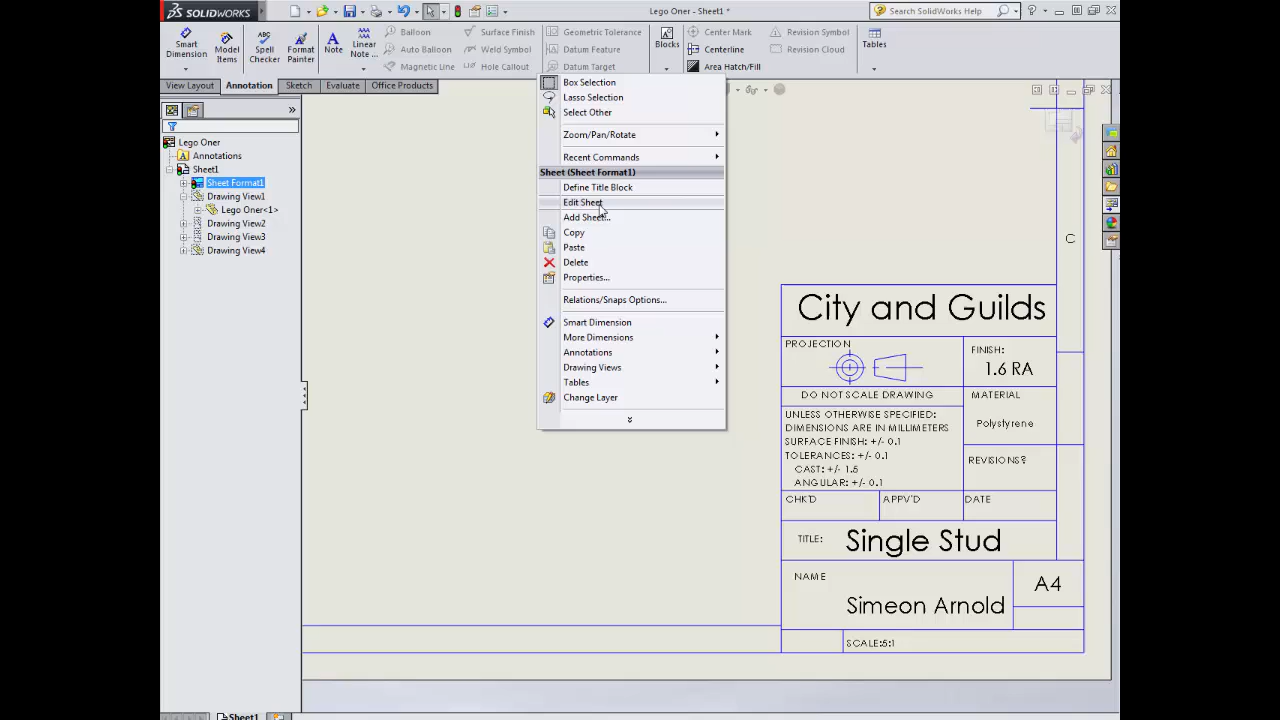 SOLIDWORKS
Lego Oner - Sheet1 *
Search SolidWorks Help
Smart Dimension
Model Items
Spell Checker
Format Painter
Note
Linear Note ...
Balloon
Auto Balloon
Magnetic Line
Surface Finish
Weld Symbol
Hole Callout
Geometric Tolerance
Datum Feature
Datum Target
Blocks
Center Mark
Centerline
Area Hatch/Fill
Revision Symbol
Revision Cloud
Tables
View Layout
Annotation
Sketch
Evaluate
Office Products
Lego Oner
Annotations
Sheet1
Sheet Format1
Drawing View1
Lego Oner<1>
Drawing View2
Drawing View3
Drawing View4
Box Selection
Lasso Selection
Select Other
Zoom/Pan/Rotate
Recent Commands
Sheet (Sheet Format1)
Define Title Block
Edit Sheet
Add Sheet...
Copy
Paste
Delete
Properties...
Relations/Snaps Options...
Smart Dimension
More Dimensions
Annotations
Drawing Views
Tables
Change Layer
C
City and Guilds
PROJECTION
FINISH:
1.6 RA
DO NOT SCALE DRAWING
MATERIAL
Polystyrene
UNLESS OTHERWISE SPECIFIED:
DIMENSIONS ARE IN MILLIMETERS
SURFACE FINISH: +/- 0.1
TOLERANCES: +/- 0.1
CAST: +/- 1.5
ANGULAR: +/- 0.1
REVISIONS?
CHK'D
APPV'D
DATE
TITLE:
Single Stud
NAME
Simeon Arnold
A4
SCALE:5:1
Sheet1